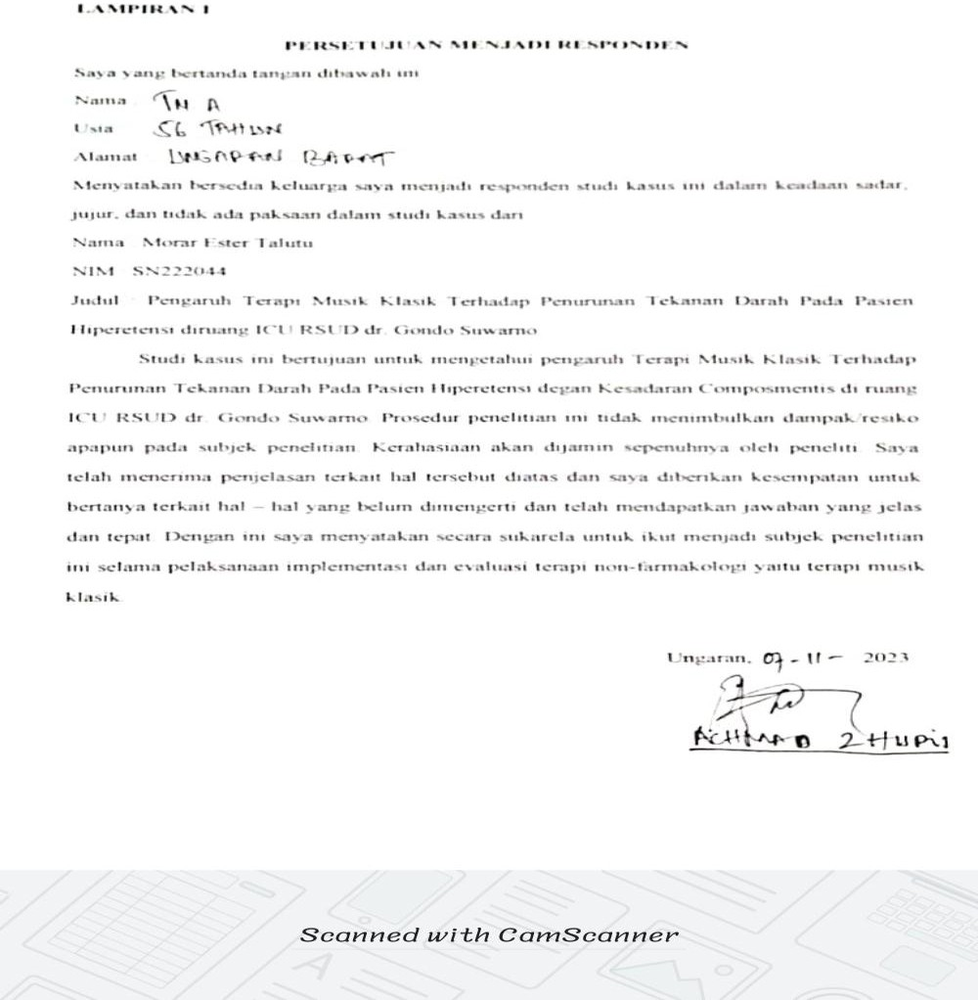 LAMPIRAN 1
PERSETUJUAN MENJADI RESPONDEN
Saya yang bertanda tangan dibawah ini
Nama : TN A
Usia : 56 TAHUN
Alamat : UNGARAN BARAT
Menyatakan bersedia keluarga saya menjadi responden studi kasus ini dalam keadaan sadar,
jujur, dan tidak ada paksaan dalam studi kasus dari
Nama : Morar Ester Talutu
NIM : SN222044
Judul : Pengaruh Terapi Musik Klasik Terhadap Penurunan Tekanan Darah Pada Pasien
Hiperetensi diruang ICU RSUD dr. Gondo Suwarno
Studi kasus ini bertujuan untuk mengetahui pengaruh Terapi Musik Klasik Terhadap
Penurunan Tekanan Darah Pada Pasien Hiperetensi degan Kesadaran Composmentis di ruang
ICU RSUD dr. Gondo Suwarno. Prosedur penelitian ini tidak menimbulkan dampak/resiko
apapun pada subjek penelitian. Kerahasiaan akan dijamin sepenuhnya oleh peneliti. Saya
telah menerima penjelasan terkait hal tersebut diatas dan saya diberikan kesempatan untuk
bertanya terkait hal – hal yang belum dimengerti dan telah mendapatkan jawaban yang jelas
dan tepat. Dengan ini saya menyatakan secara sukarela untuk ikut menjadi subjek penelitian
ini selama pelaksanaan implementasi dan evaluasi terapi non-farmakologi yaitu terapi musik
klasik.
Ungaran, 07 - 11 - 2023
ACHMAD ZHUPIS
Scanned with CamScanner